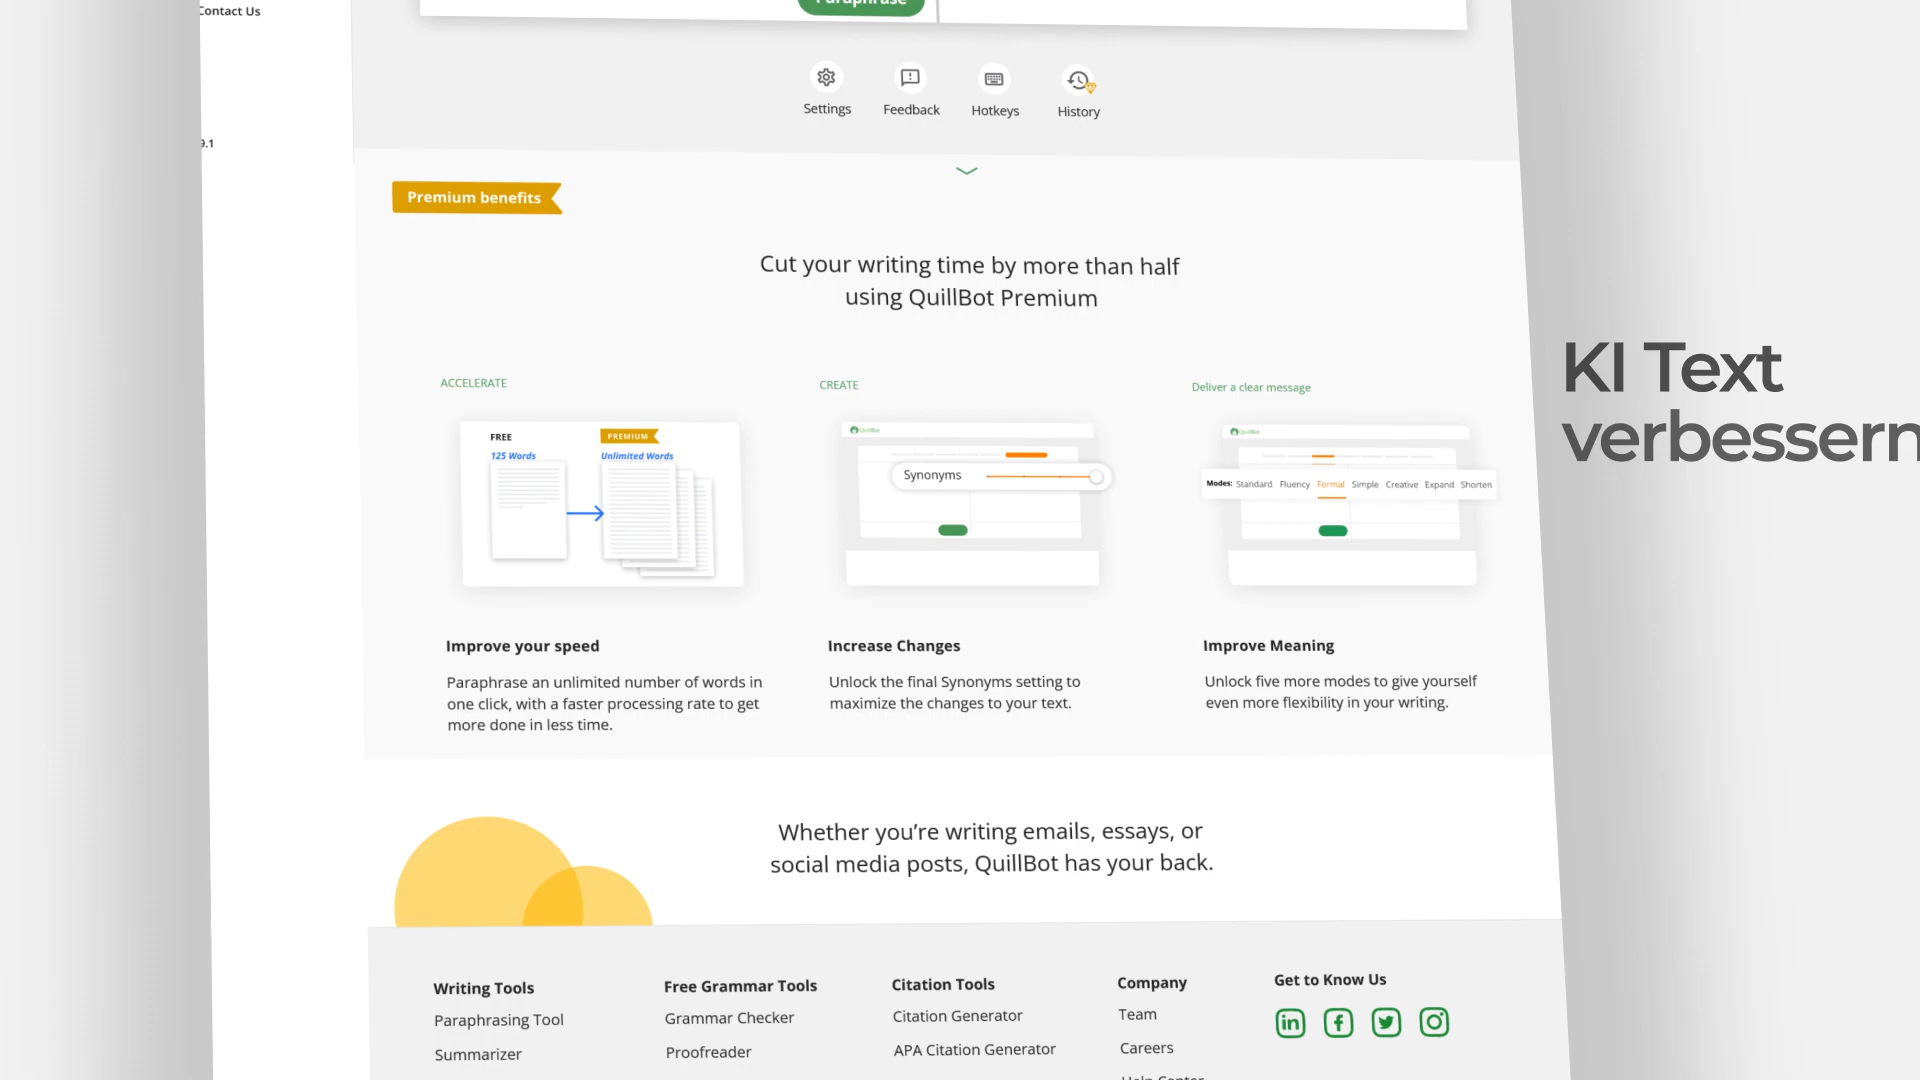 Contact Us
9.1
Paraphrase
Settings
Feedback
Hotkeys
History
Premium benefits
Cut your writing time by more than half
using QuillBot Premium
ACCELERATE
FREE
125 Words
PREMIUM
Unlimited Words
CREATE
QuillBot
Synonyms
Deliver a clear message
QuillBot
Modes: Standard Fluency Formal Simple Creative Expand Shorten
Improve your speed
Paraphrase an unlimited number of words in
one click, with a faster processing rate to get
more done in less time.
Increase Changes
Unlock the final Synonyms setting to
maximize the changes to your text.
Improve Meaning
Unlock five more modes to give yourself
even more flexibility in your writing.
KI Text
verbessern
Whether you’re writing emails, essays, or
social media posts, QuillBot has your back.
Writing Tools
Paraphrasing Tool
Summarizer
Free Grammar Tools
Grammar Checker
Proofreader
Citation Tools
Citation Generator
APA Citation Generator
Company
Team
Careers
Help Center
Get to Know Us